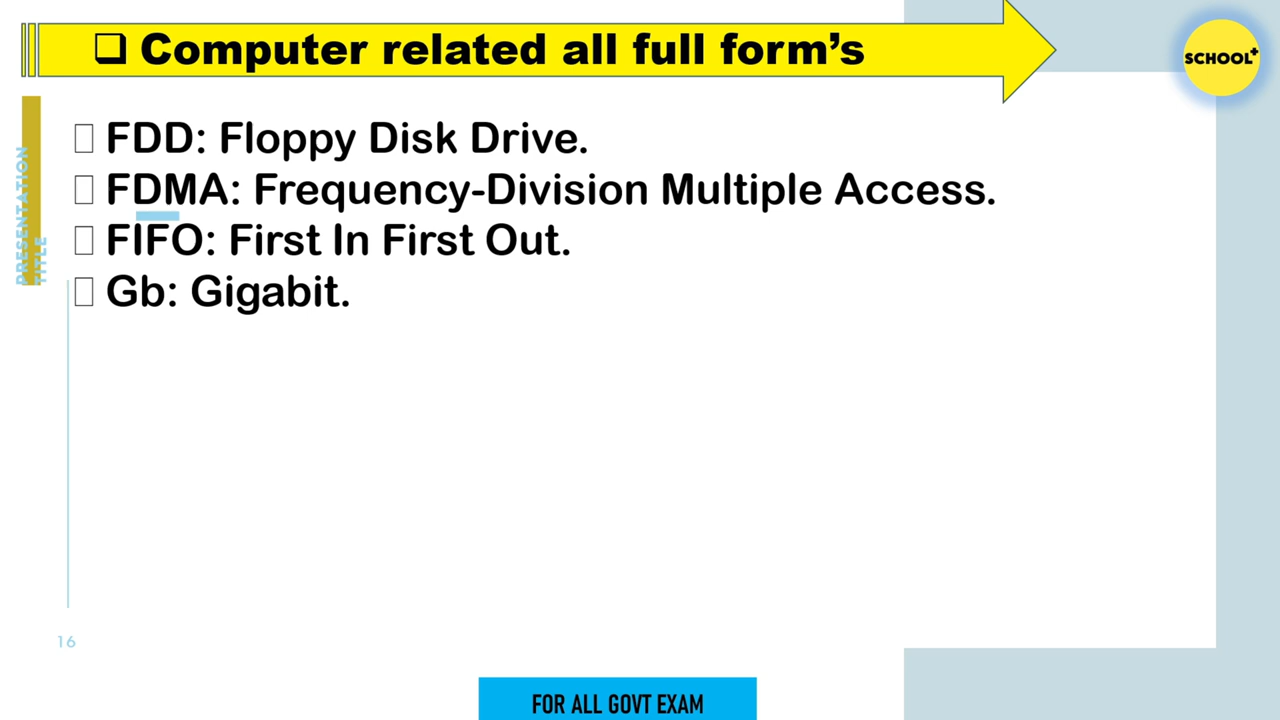 ❑ Computer related all full form’s
SCHOOL+
PRESENTATION
TITLE
FDD: Floppy Disk Drive.
FDMA: Frequency-Division Multiple Access.
FIFO: First In First Out.
Gb: Gigabit.
16
FOR ALL GOVT EXAM